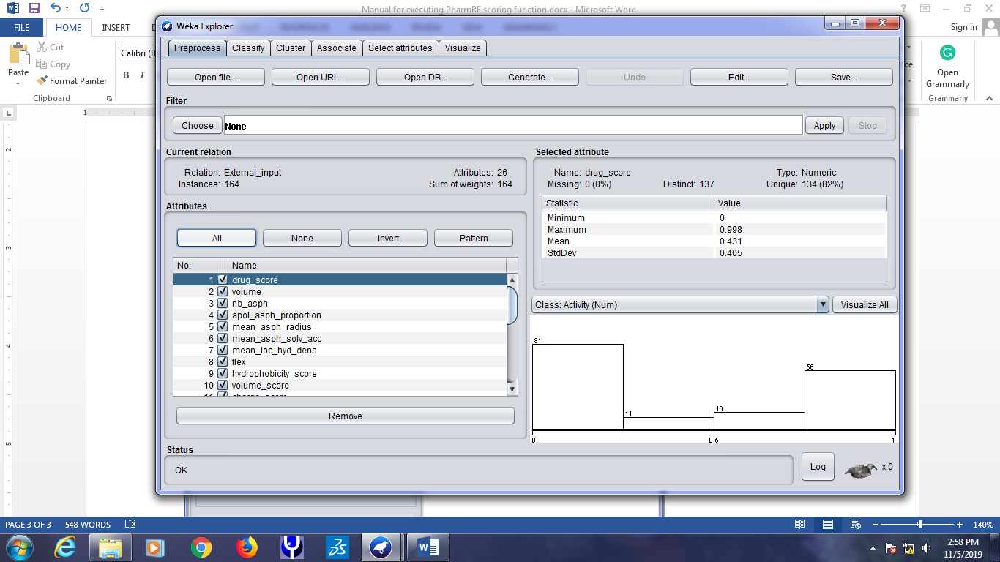 Manual for executing PharmRF scoring function.docx - Microsoft Word
FILE HOME INSERT
Sign in
Paste
Cut
Copy
Format Painter
Clipboard
Calibri (B
B I
Open
Grammarly
Grammarly
Weka Explorer
Preprocess Classify Cluster Associate Select attributes Visualize
Open file... Open URL... Open DB... Generate... Undo Edit... Save...
Filter
Choose None Apply Stop
Current relation
Relation: External_input Attributes: 26
Instances: 164 Sum of weights: 164
Attributes
All None Invert Pattern
No. Name
1 drug_score
2 volume
3 nb_asph
4 apol_asph_proportion
5 mean_asph_radius
6 mean_asph_solv_acc
7 mean_loc_hyd_dens
8 flex
9 hydrophobicity_score
10 volume_score
Remove
Selected attribute
Name: drug_score Type: Numeric
Missing: 0 (0%) Distinct: 137 Unique: 134 (82%)
Statistic Value
Minimum 0
Maximum 0.998
Mean 0.431
StdDev 0.405
Class: Activity (Num) Visualize All
81
11
16
56
0 0.5 1
Status
OK
Log x 0
PAGE 3 OF 3 548 WORDS 140%
2:58 PM
11/5/2019